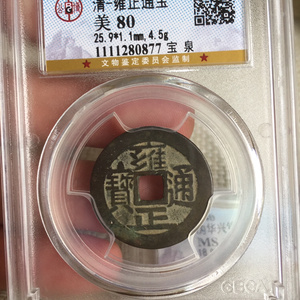 清-雍正通宝
美 80
25.9*1.1mm, 4.5g
1111280877 宝 泉
★ 文物鉴定委员会监制 ★
雍正通寳